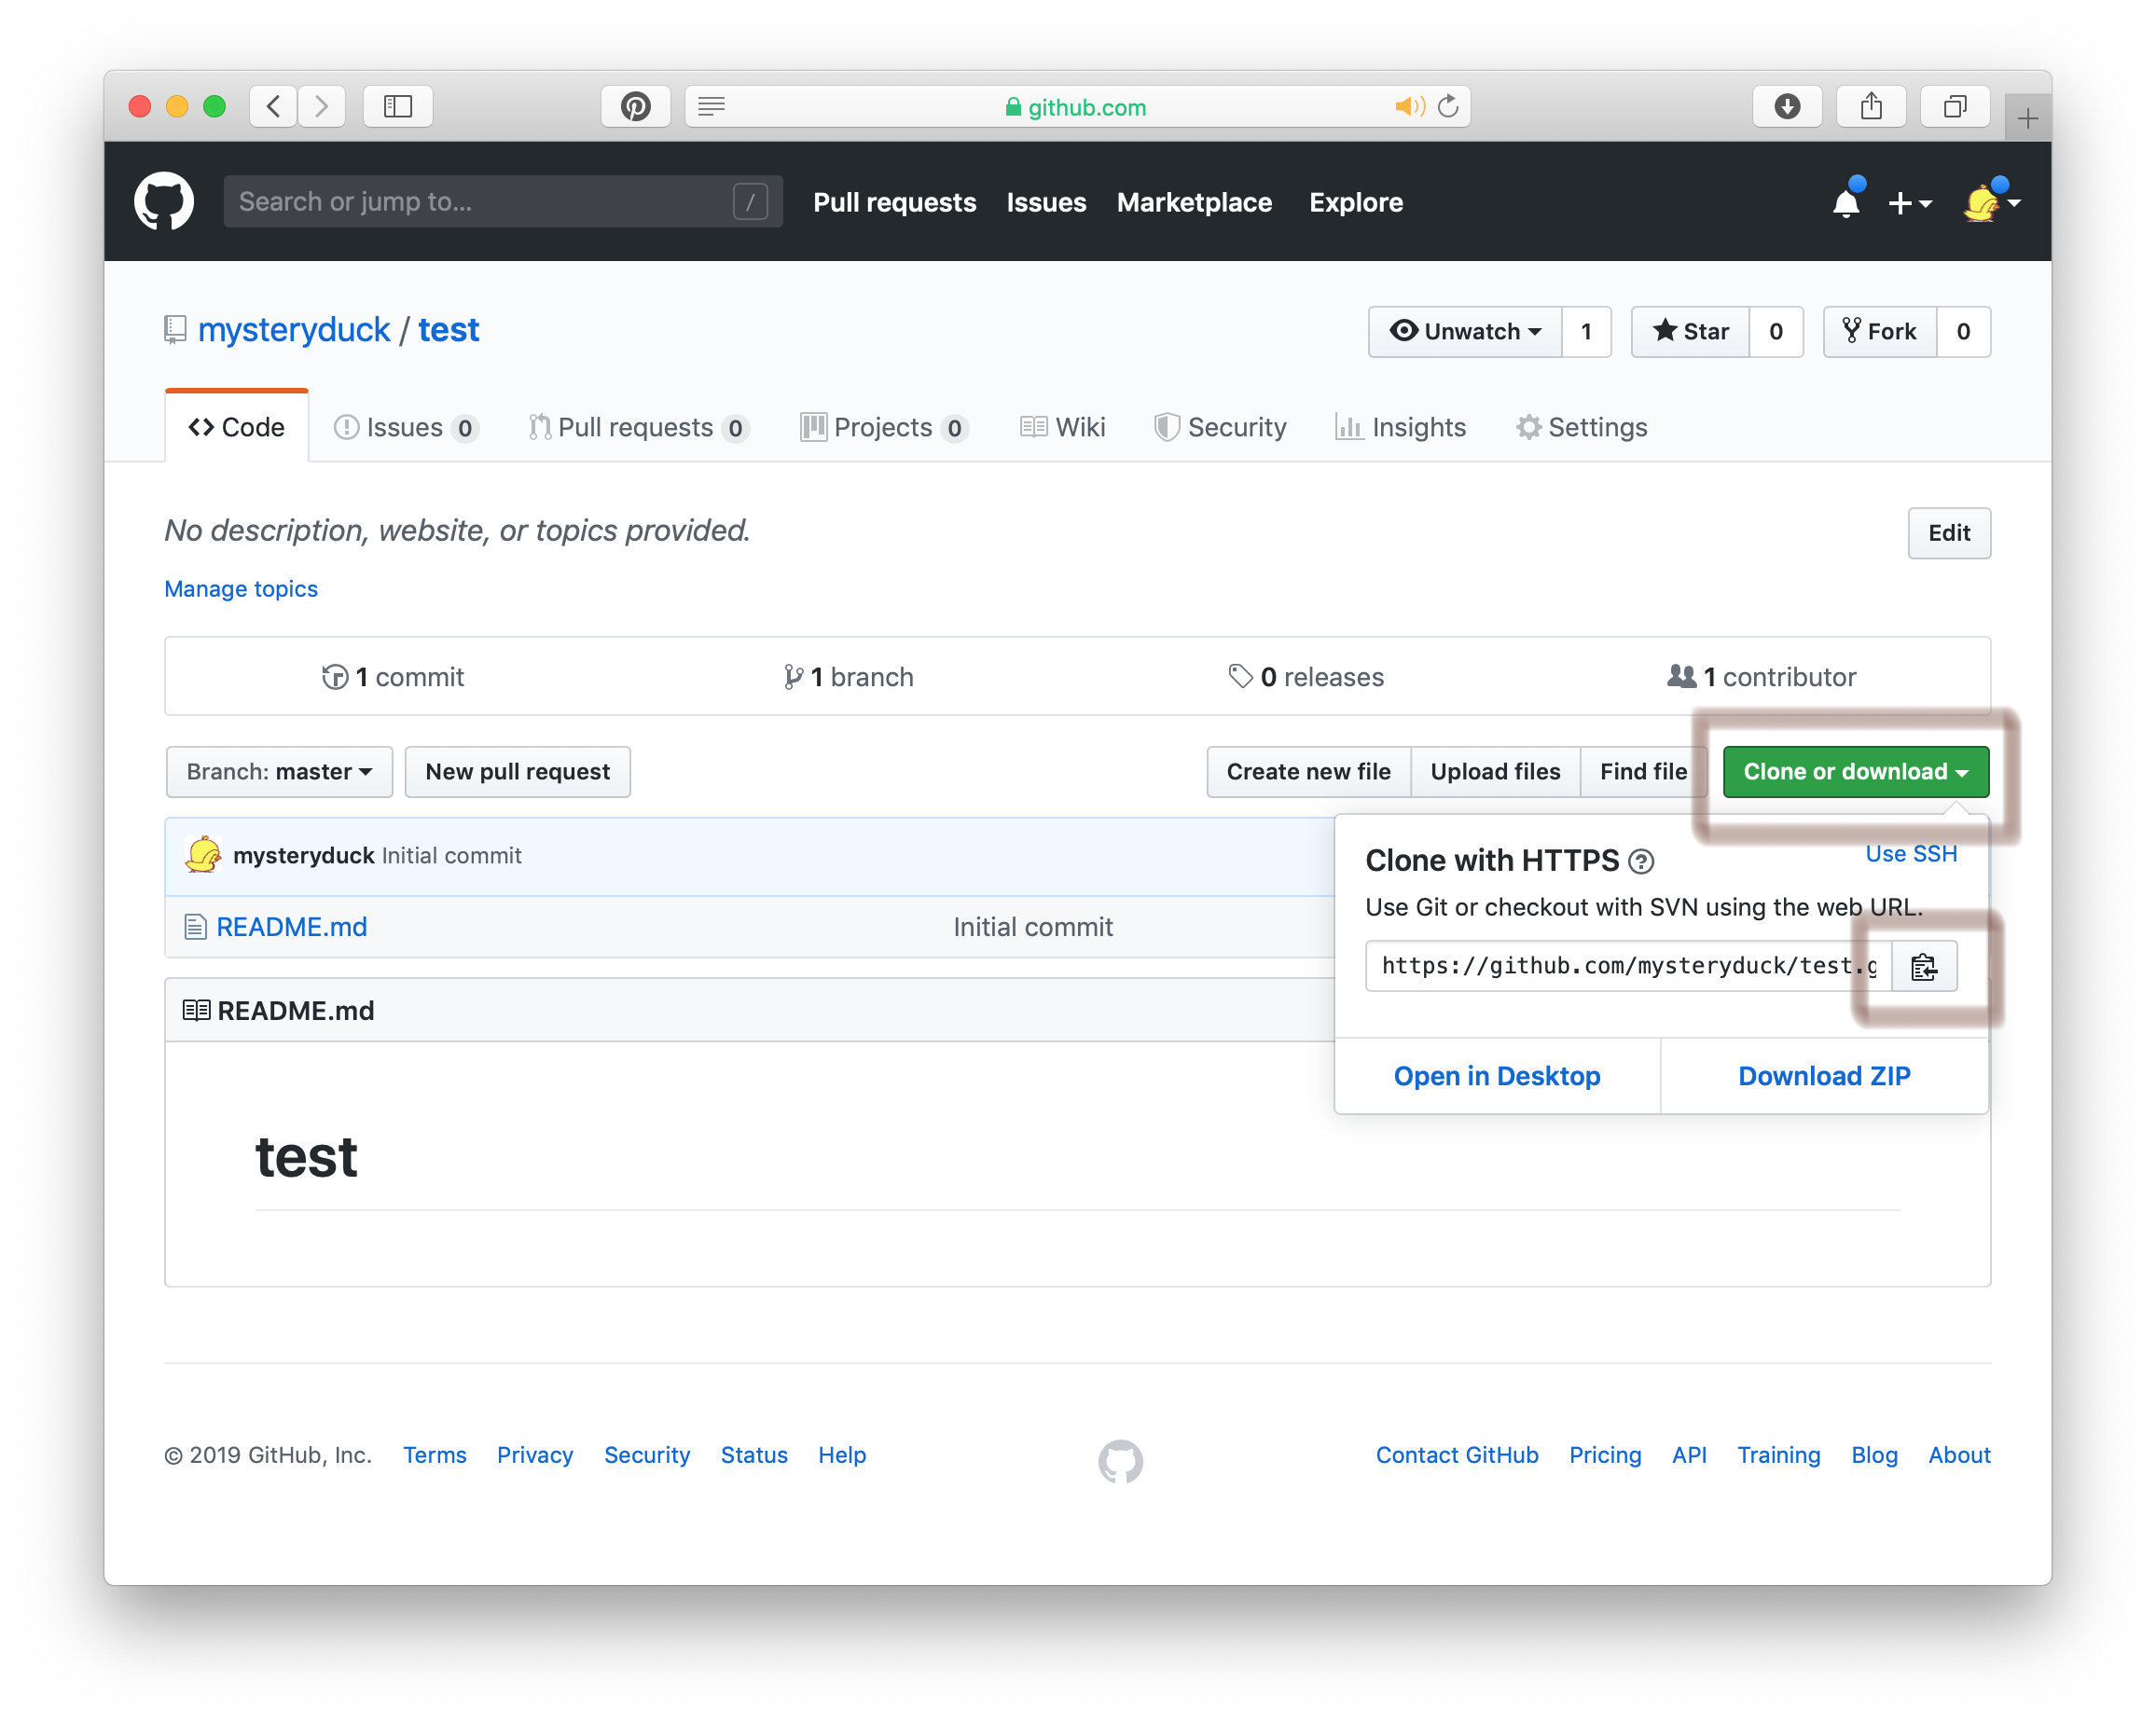 github.com
Search or jump to... /
Pull requests Issues Marketplace Explore
mysteryduck / test
Unwatch 1 Star 0 Fork 0
Code Issues 0 Pull requests 0 Projects 0 Wiki Security Insights Settings
No description, website, or topics provided.
Edit
Manage topics
1 commit 1 branch 0 releases 1 contributor
Branch: master New pull request Create new file Upload files Find file Clone or download
mysteryduck Initial commit
README.md Initial commit
Clone with HTTPS Use SSH
Use Git or checkout with SVN using the web URL.
https://github.com/mysteryduck/test.g
Open in Desktop Download ZIP
README.md
test
© 2019 GitHub, Inc. Terms Privacy Security Status Help Contact GitHub Pricing API Training Blog About